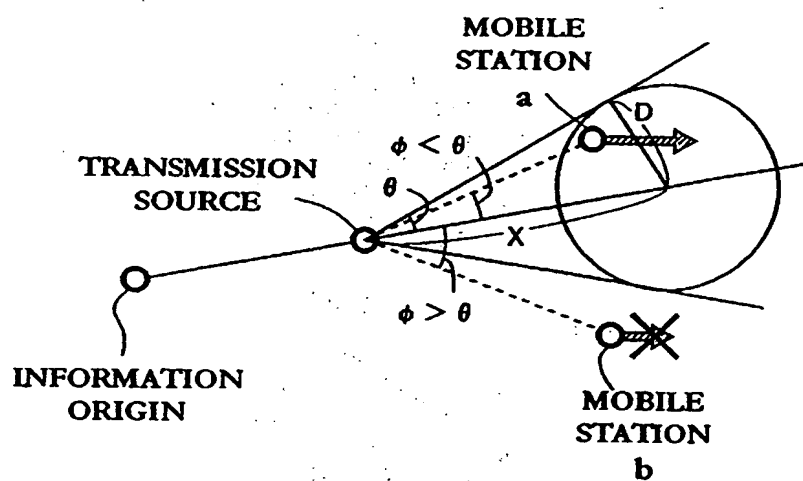 MOBILE
STATION
a
D
ϕ < θ
θ
TRANSMISSION
SOURCE
X
ϕ > θ
INFORMATION
ORIGIN
MOBILE
STATION
b